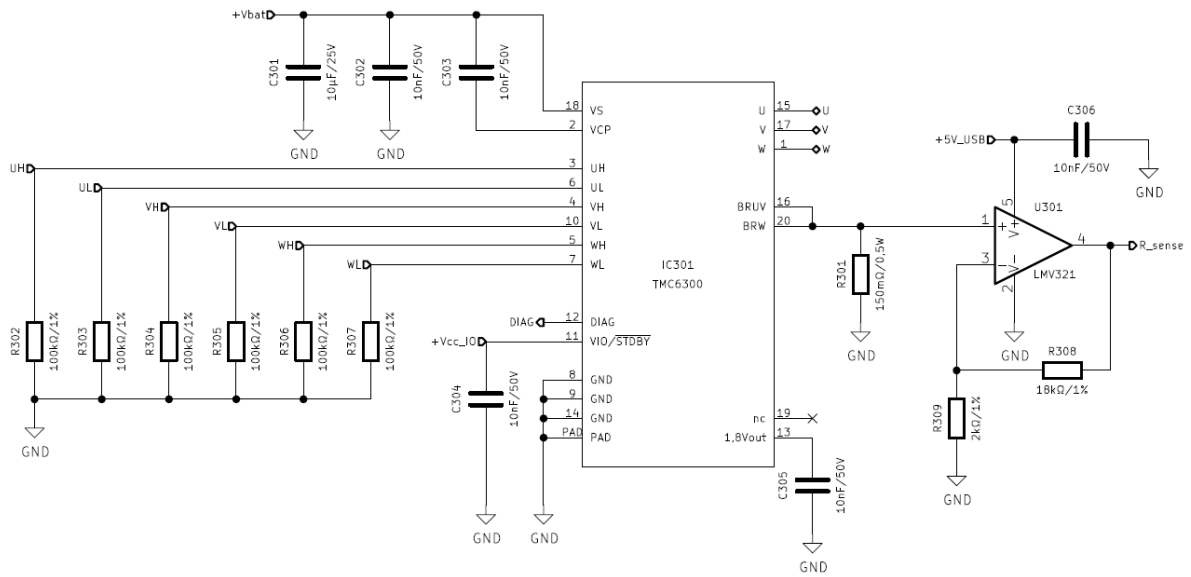 +Vbat
C301
10µF/25V
C302
10nF/50V
C303
10nF/50V
GND
GND
18 VS
2 VCP
3 UH
6 UL
4 VH
10 VL
5 WH
7 WL
12 DIAG
11 VIO/STDBY
8 GND
9 GND
14 GND
PAD PAD
U 15 U
V 17 V
W 1 W
BRUV 16
BRW 20
IC301
TMC6300
nc 19
1,8Vout 13
UH
UL
VH
VL
WH
WL
DIAG
+Vcc_IO
R302
100kΩ/1%
R303
100kΩ/1%
R304
100kΩ/1%
R305
100kΩ/1%
R306
100kΩ/1%
R307
100kΩ/1%
GND
C304
10nF/50V
GND
GND
C305
10nF/50V
GND
R301
150mΩ/0,5W
GND
+5V_USB
C306
10nF/50V
GND
U301
LMV321
1 +
3 -
5 V+
2 V-
4
R_sense
GND
R308
18kΩ/1%
R309
2kΩ/1%
GND